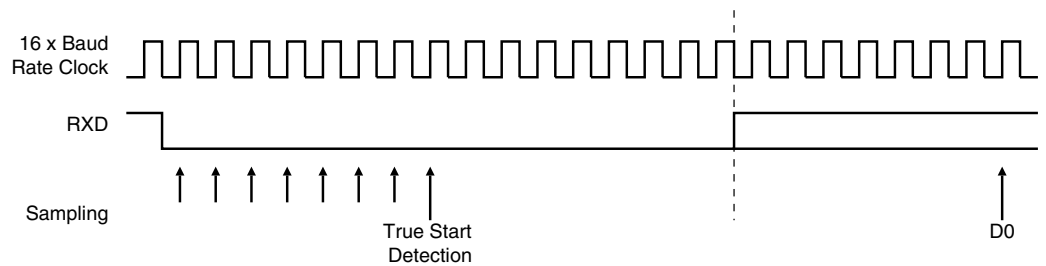 16 x Baud
Rate Clock
RXD
Sampling
True Start
Detection
D0